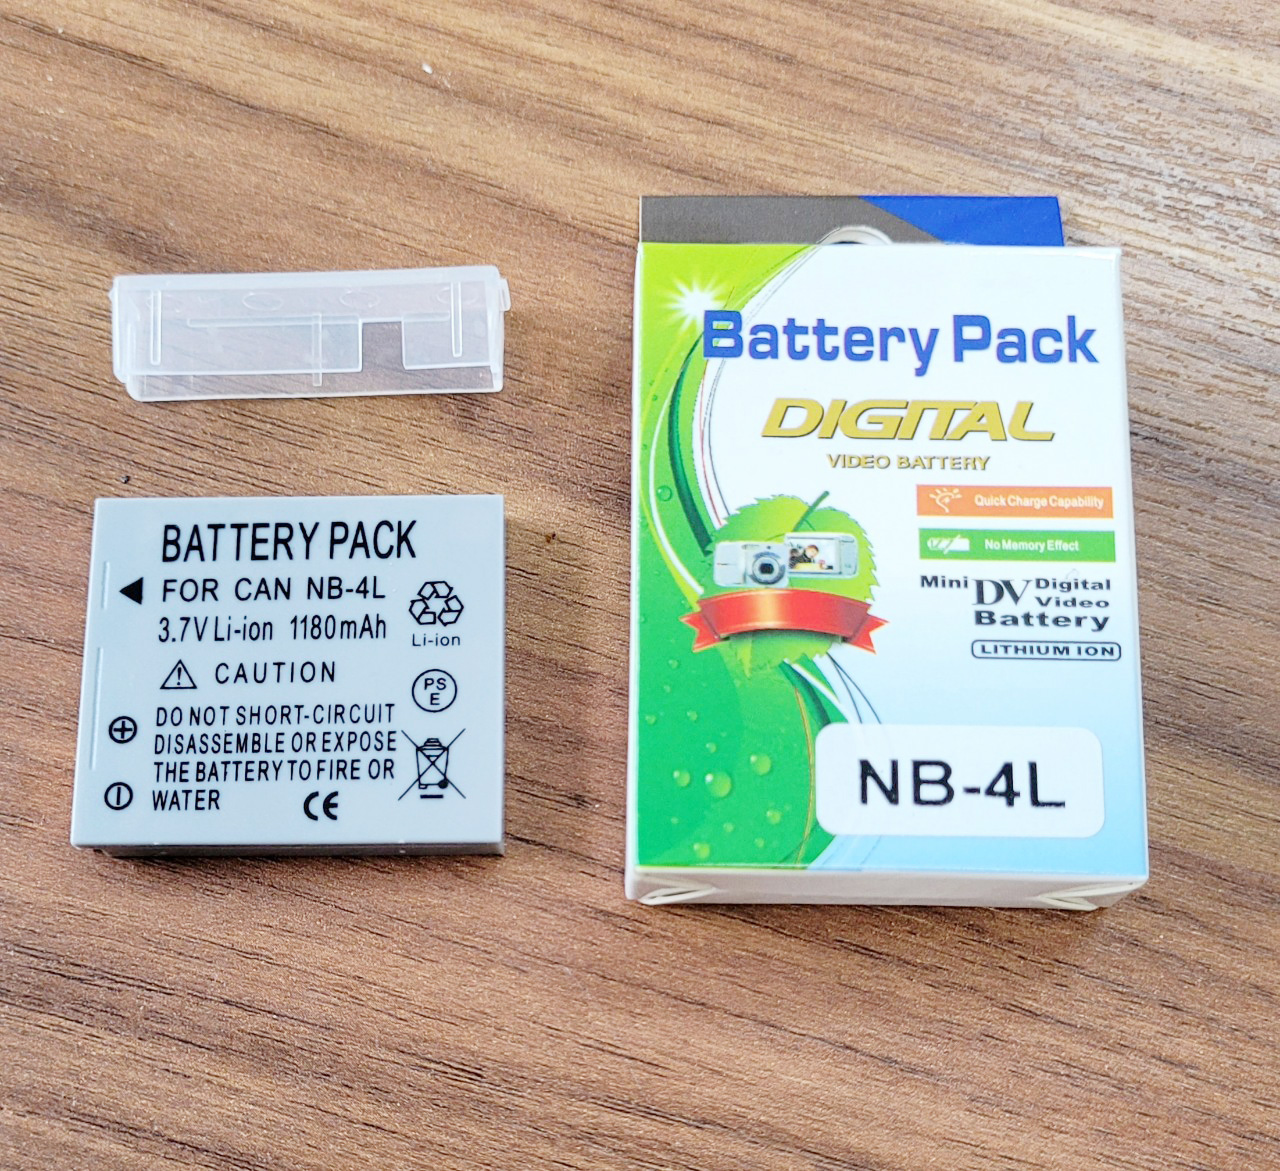 BATTERY PACK
FOR CAN NB-4L
3.7V Li-ion 1180mAh
Li-ion
CAUTION
PS
E
DO NOT SHORT-CIRCUIT
DISASSEMBLE OR EXPOSE
THE BATTERY TO FIRE OR
WATER
CE
Battery Pack
DIGITAL
VIDEO BATTERY
Quick Charge Capability
No Memory Effect
Mini DV Digital
Video
Battery
LITHIUM ION
NB-4L